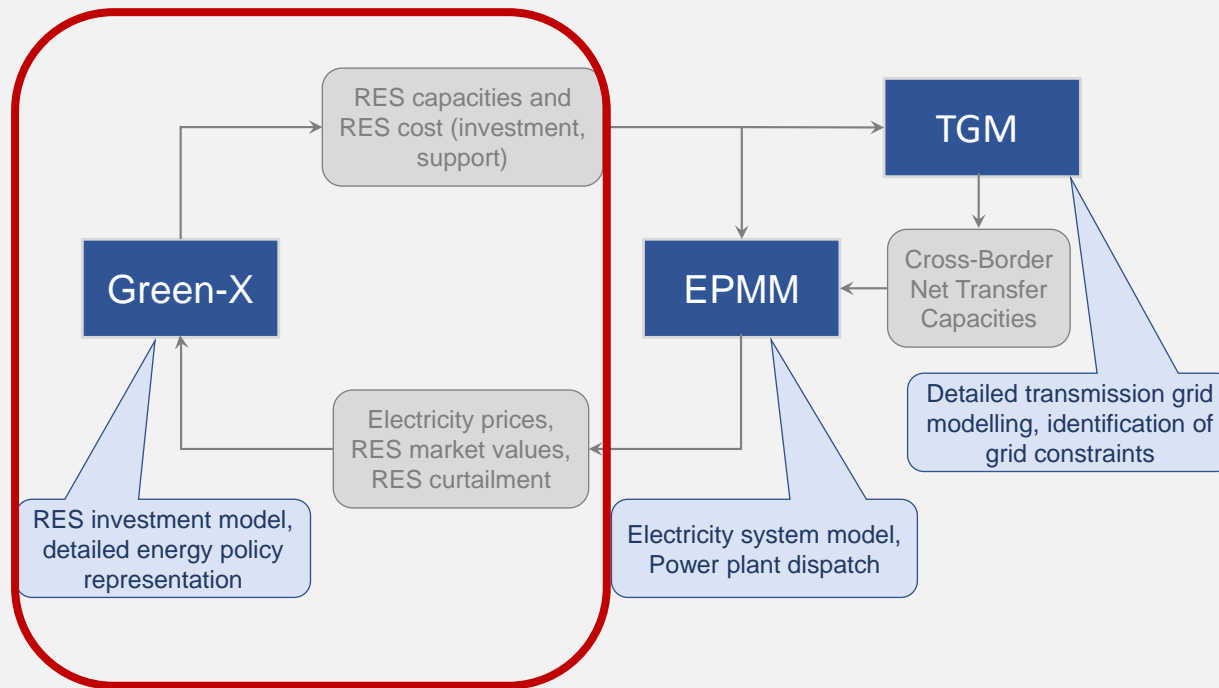 RES capacities and
RES cost (investment,
support)
TGM
Green-X
EPMM
Cross-Border
Net Transfer
Capacities
Electricity prices,
RES market values,
RES curtailment
Detailed transmission grid
modelling, identification of
grid constraints
RES investment model,
detailed energy policy
representation
Electricity system model,
Power plant dispatch